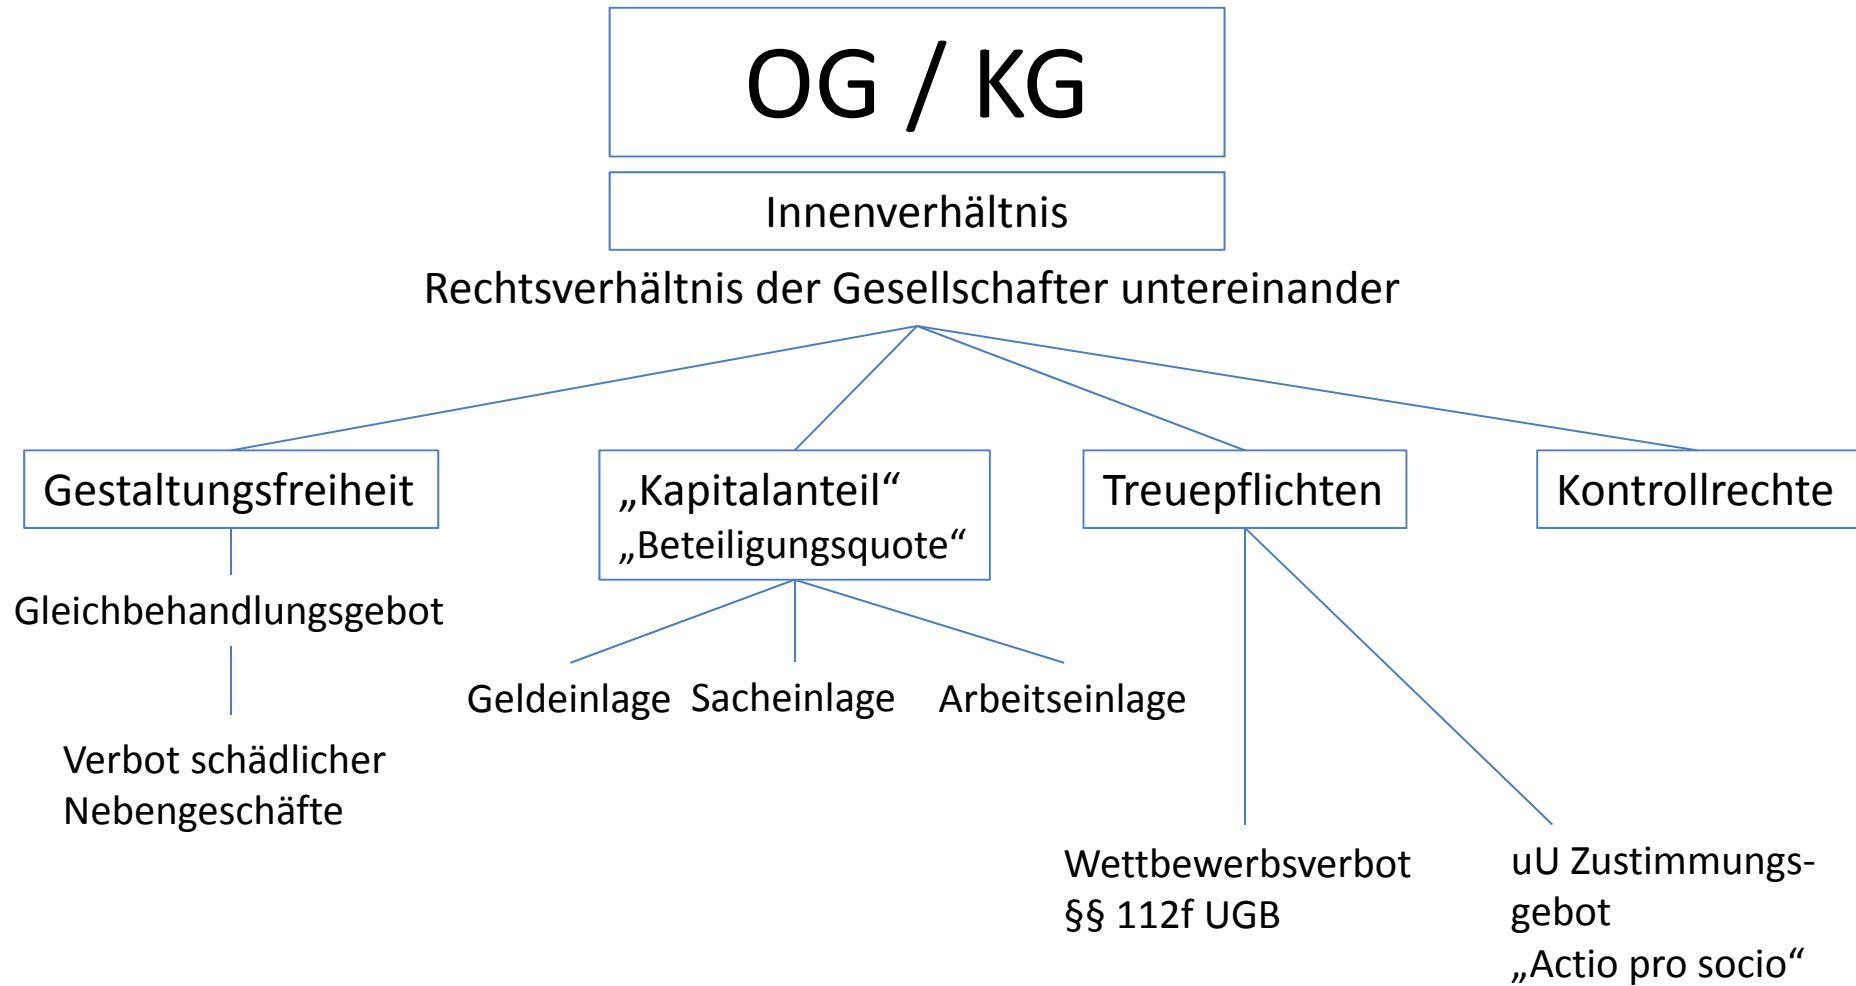 OG / KG
Innenverhältnis
Rechtsverhältnis der Gesellschafter untereinander
Gestaltungsfreiheit
„Kapitalanteil“
„Beteiligungsquote“
Treuepflichten
Kontrollrechte
Gleichbehandlungsgebot
Geldeinlage
Sacheinlage
Arbeitseinlage
Verbot schädlicher
Nebengeschäfte
Wettbewerbsverbot
§§ 112f UGB
uU Zustimmungs-
gebot
„Actio pro socio“